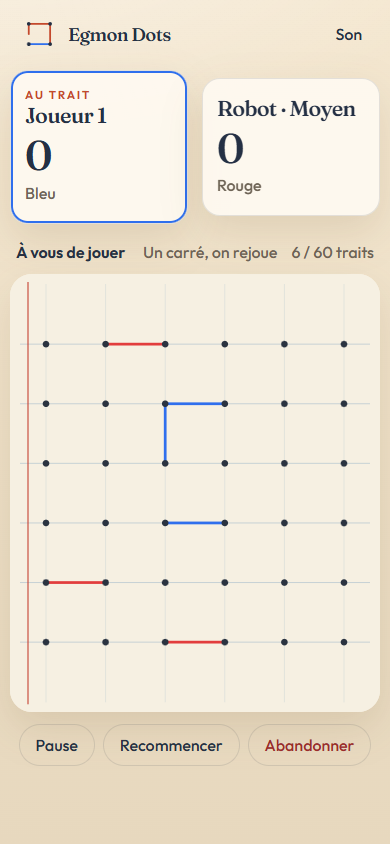 Egmon Dots
Son
AU TRAIT
Joueur 1
0
Bleu
Robot · Moyen
0
Rouge
À vous de jouer
Un carré, on rejoue
6 / 60 traits
Pause
Recommencer
Abandonner